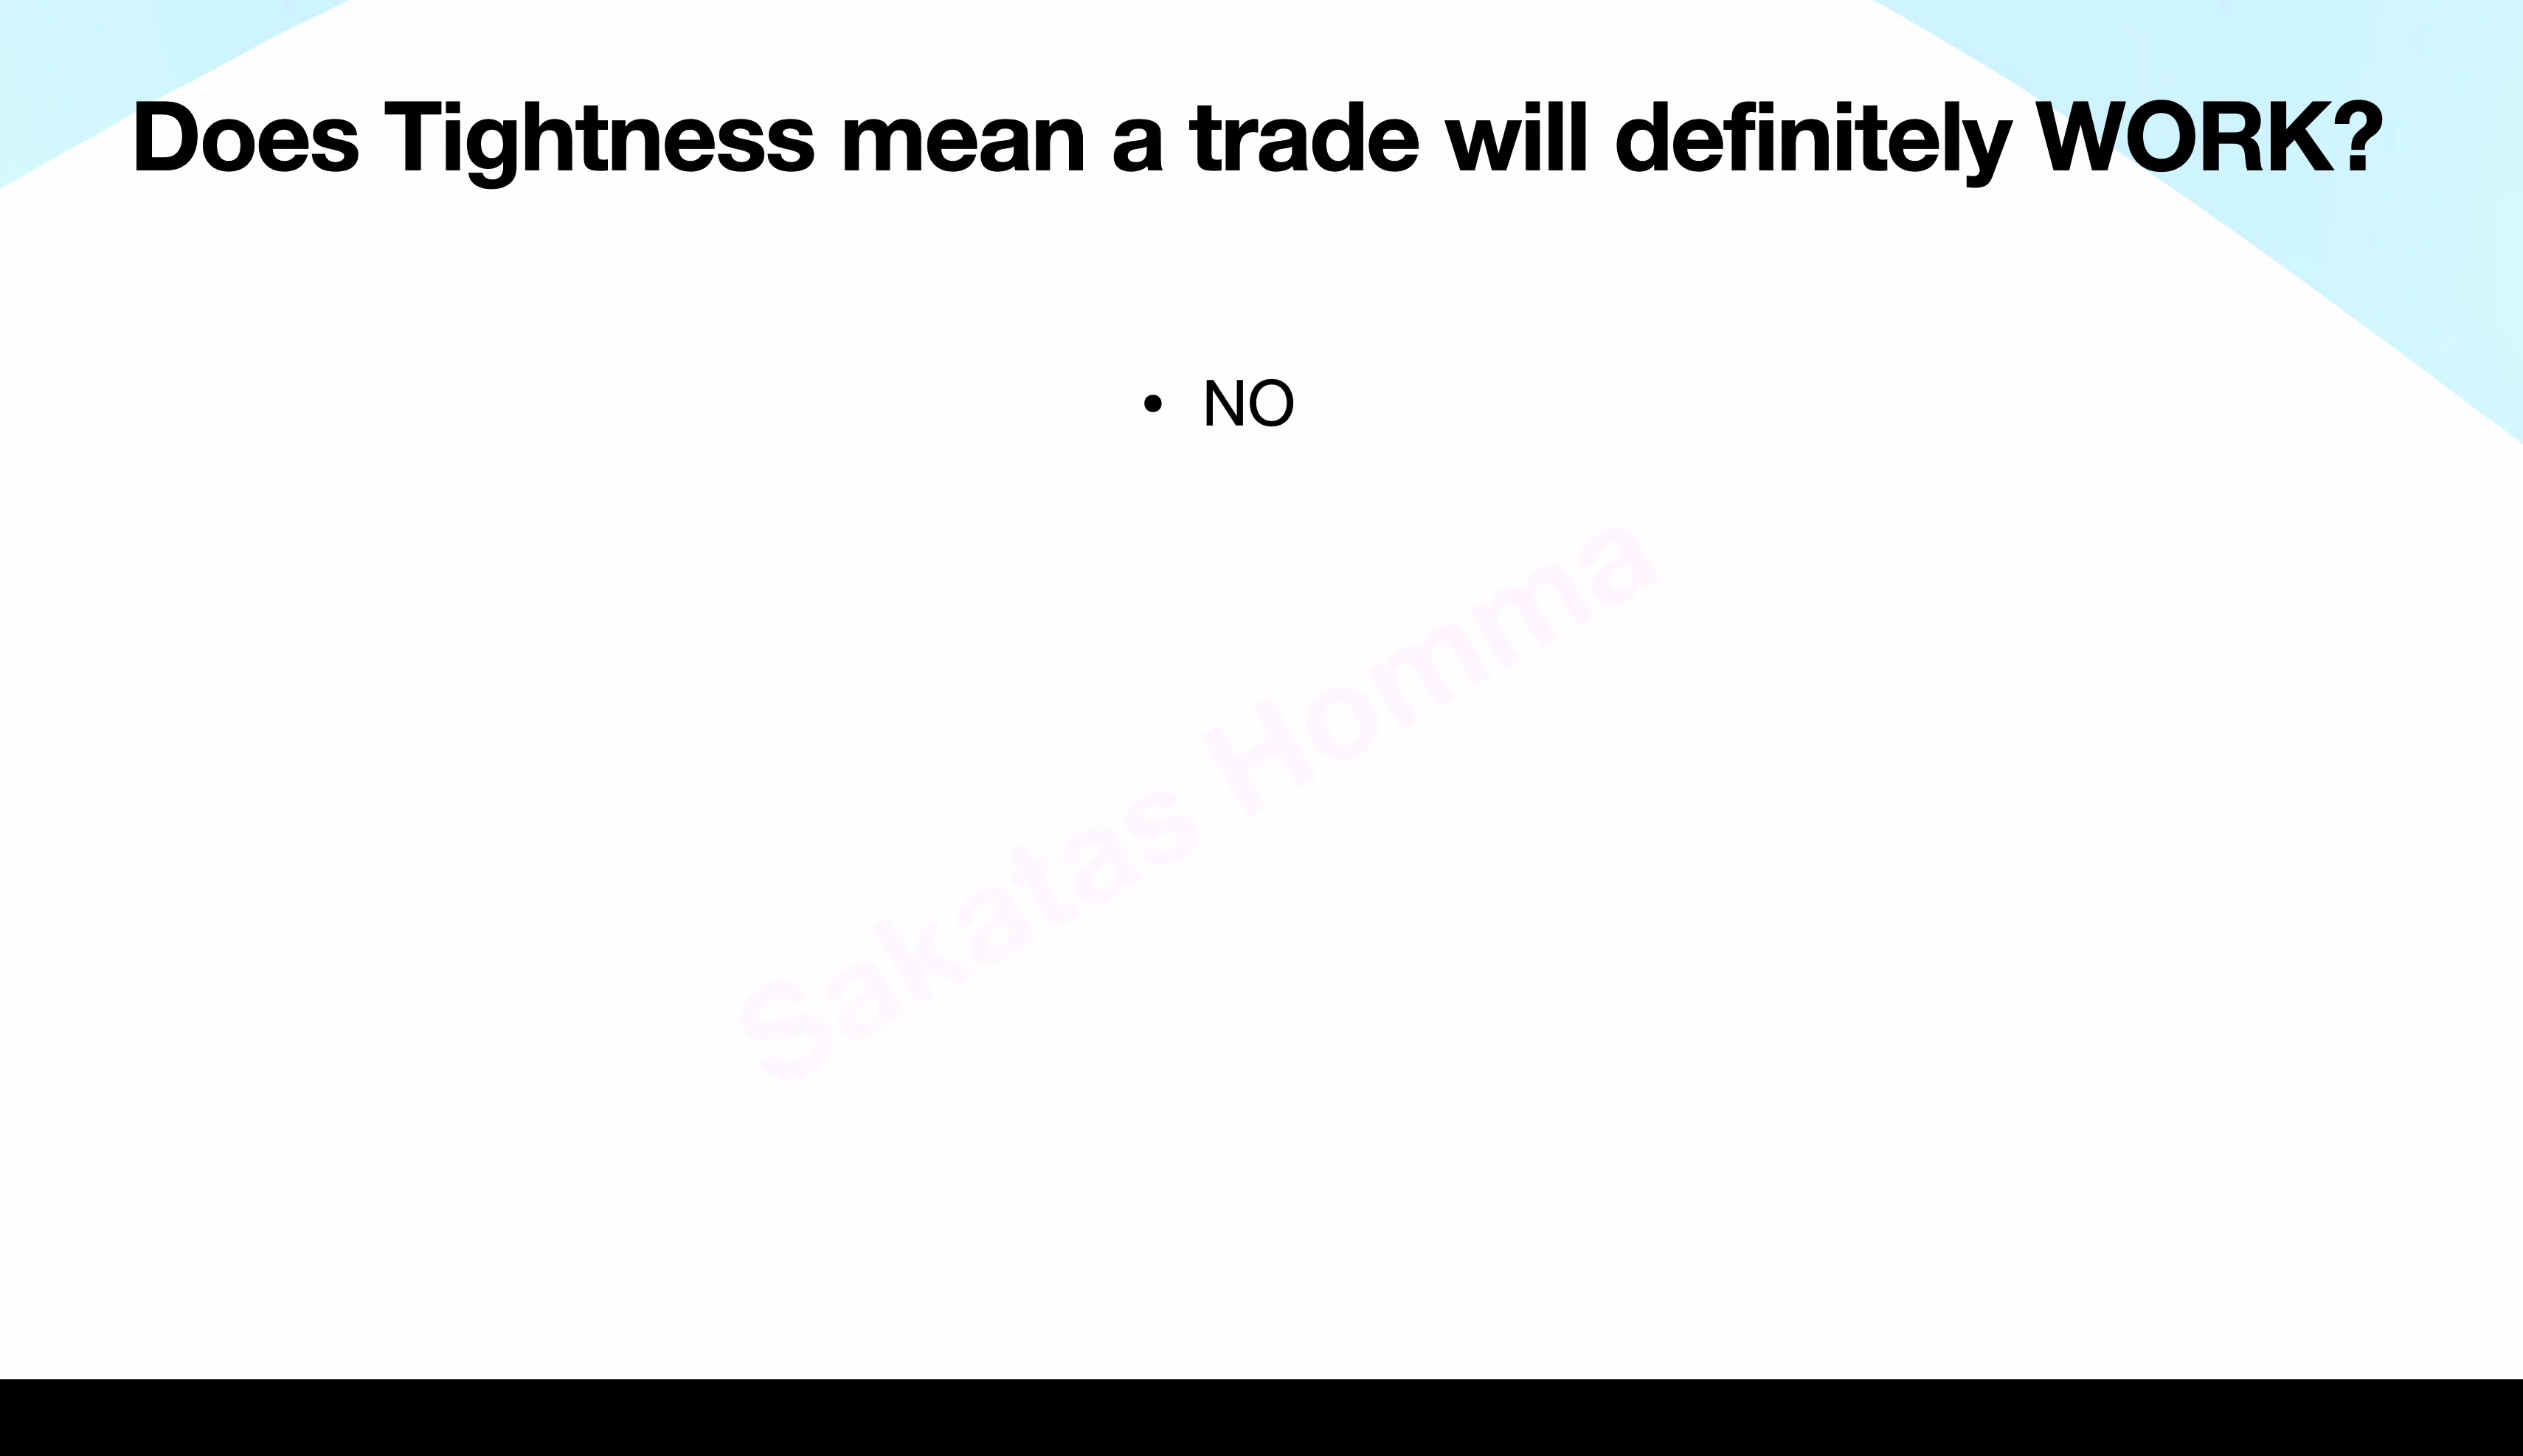 Does Tightness mean a trade will definitely WORK?
• NO
Sakatas Homma